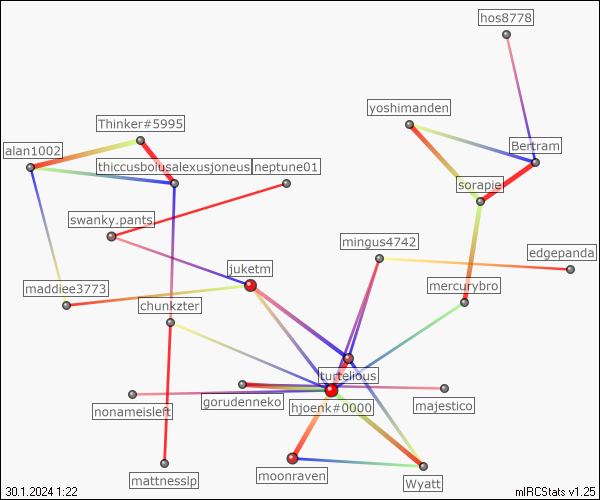 hos8778
yoshimanden
Thinker#5995
Bertram
alan1002
thiccusboiusalexusjoneus
neptune01
sorapie
swanky.pants
mingus4742
edgepanda
juketm
maddiee3773
mercurybro
chunkzter
turtelious
gorudenneko
hjoenk#0000
majestico
nonameisleft
mattnesslp
moonraven
Wyatt
30.1.2024 1:22
mIRCStats v1.25